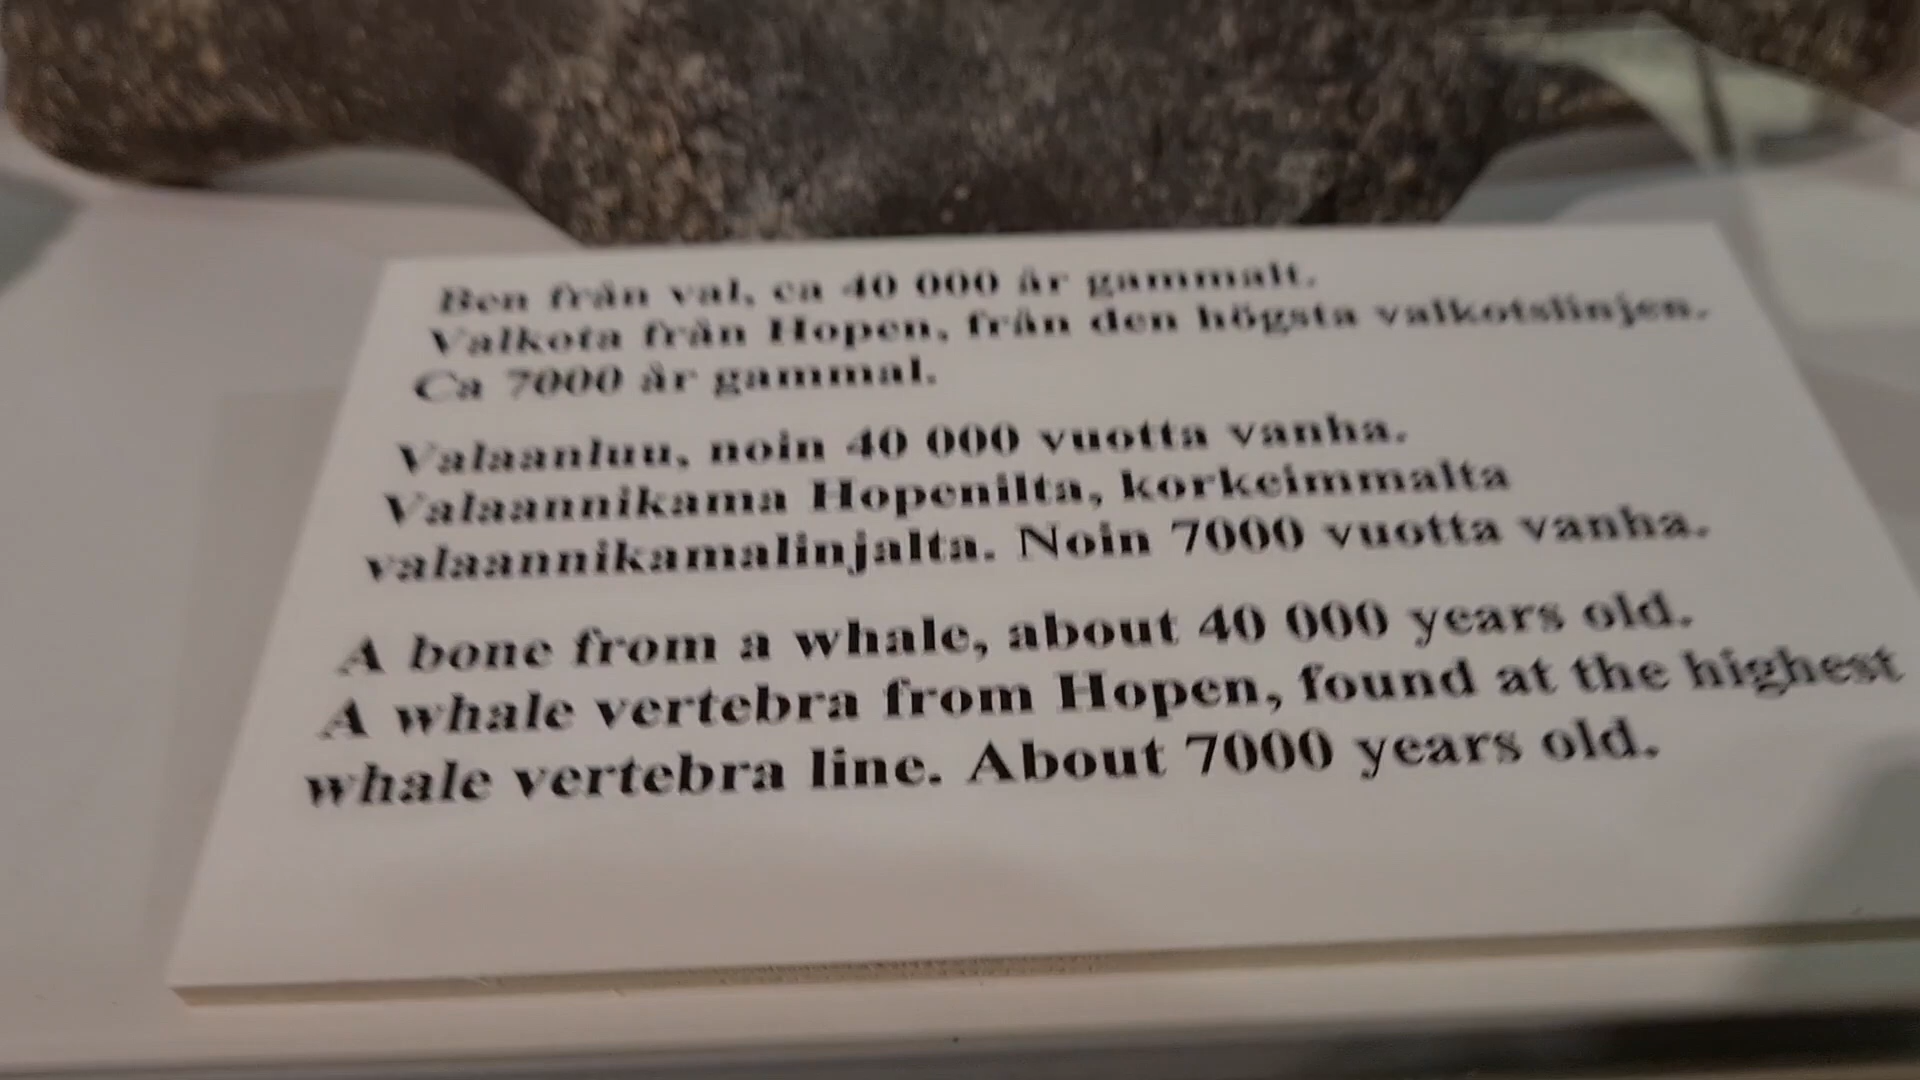 Ben från val, ca 40 000 år gammalt.
Valkota från Hopen, från den högsta valkotslinjen.
Ca 7000 år gammal.
Valaanluu, noin 40 000 vuotta vanha.
Valaannikama Hopenilta, korkeimmalta
valaannikamalinjalta. Noin 7000 vuotta vanha.
A bone from a whale, about 40 000 years old.
A whale vertebra from Hopen, found at the highest
whale vertebra line. About 7000 years old.